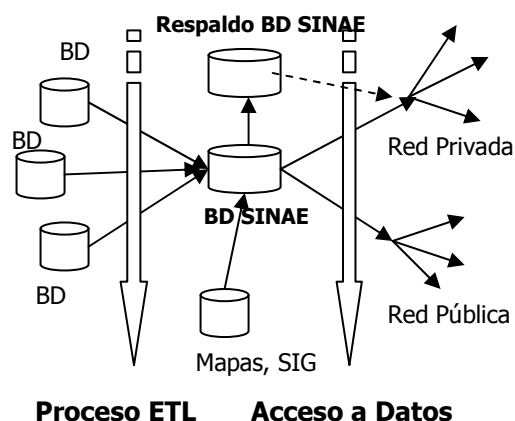 Respaldo BD SINAE
BD
BD
BD
BD SINAE
Red Privada
Red Pública
Mapas, SIG
Proceso ETL
Acceso a Datos